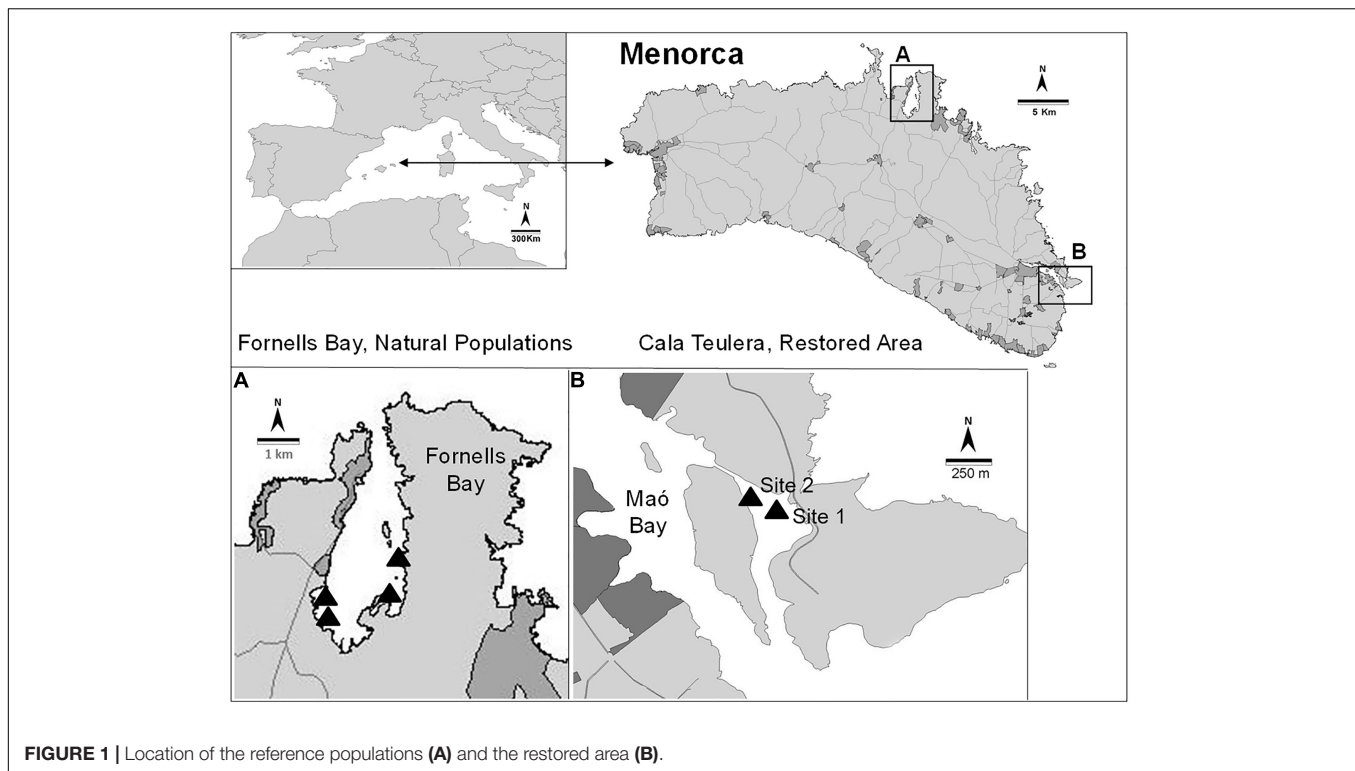 Menorca
A
N
5 Km
N
300Km
B
Fornells Bay, Natural Populations
Cala Teulera, Restored Area
A
N
1 km
Fornells
Bay
B
N
250 m
Maó
Bay
Site 2
Site 1
FIGURE 1 | Location of the reference populations (A) and the restored area (B).